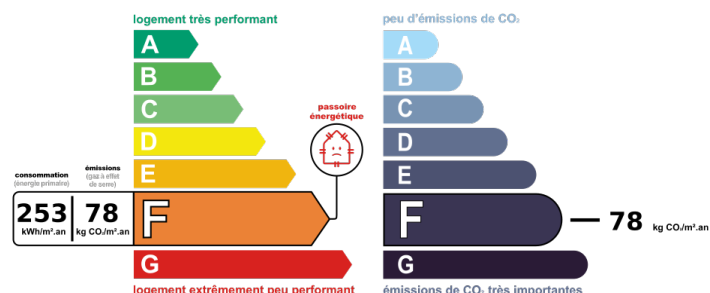 logement très performant
A
B
C
D
E
F
G
logement extrêmement peu performant
passoire
énergétique
consommation
(énergie primaire)
émissions
(gaz à effet
de serre)
253
kWh/m².an
78
kg CO₂/m².an
peu d'émissions de CO₂
A
B
C
D
E
F
G
78 kg CO₂/m².an
émissions de CO₂ très importantes